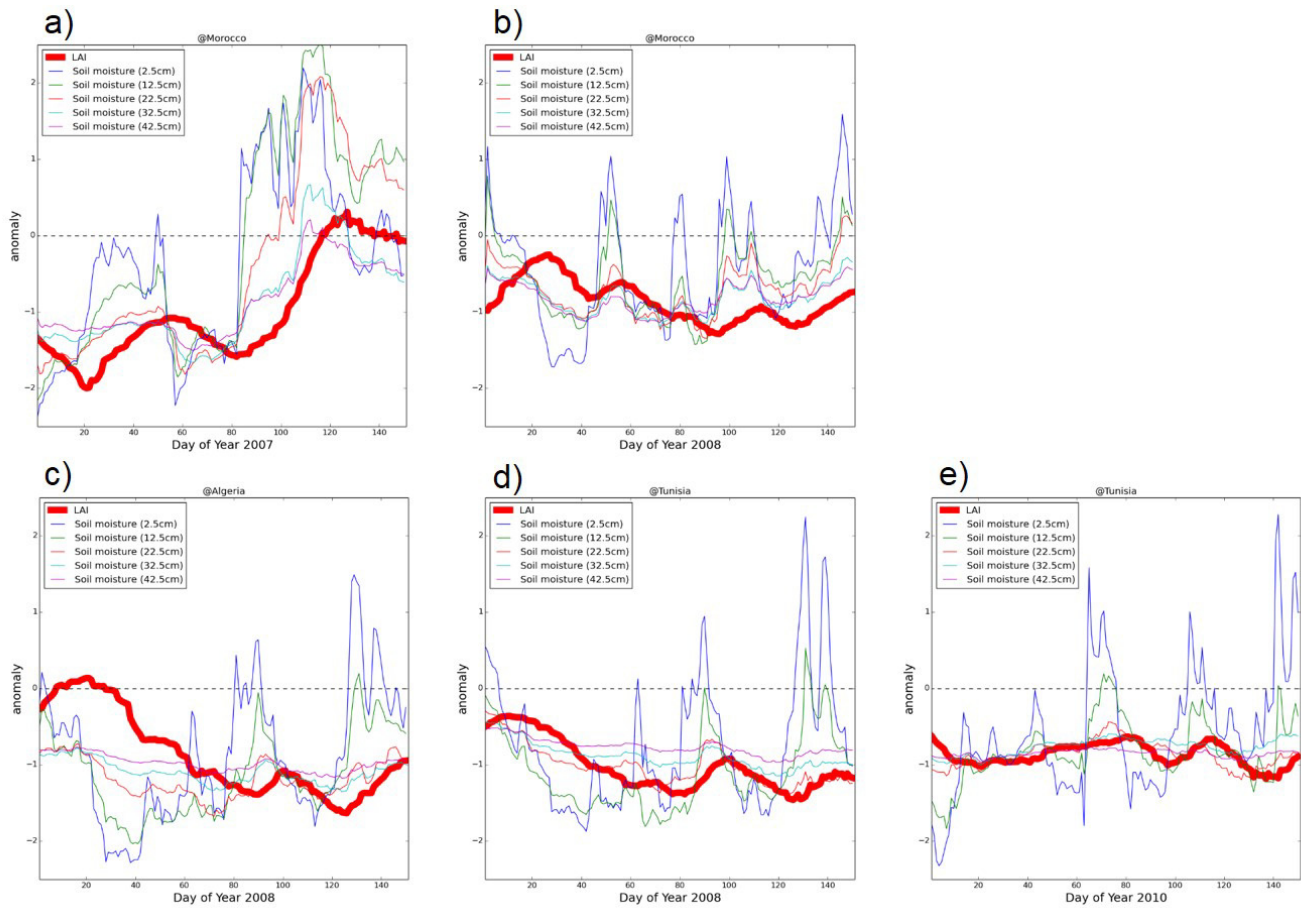 a)
@Morocco
LAI
Soil moisture (2.5cm)
Soil moisture (12.5cm)
Soil moisture (22.5cm)
Soil moisture (32.5cm)
Soil moisture (42.5cm)
anomaly
2
1
0
−1
−2
20 40 60 80 100 120 140
Day of Year 2007
b)
@Morocco
LAI
Soil moisture (2.5cm)
Soil moisture (12.5cm)
Soil moisture (22.5cm)
Soil moisture (32.5cm)
Soil moisture (42.5cm)
anomaly
2
1
0
−1
−2
20 40 60 80 100 120 140
Day of Year 2008
c)
@Algeria
LAI
Soil moisture (2.5cm)
Soil moisture (12.5cm)
Soil moisture (22.5cm)
Soil moisture (32.5cm)
Soil moisture (42.5cm)
anomaly
2
1
0
−1
−2
20 40 60 80 100 120 140
Day of Year 2008
d)
@Tunisia
LAI
Soil moisture (2.5cm)
Soil moisture (12.5cm)
Soil moisture (22.5cm)
Soil moisture (32.5cm)
Soil moisture (42.5cm)
anomaly
2
1
0
−1
−2
20 40 60 80 100 120 140
Day of Year 2008
e)
@Tunisia
LAI
Soil moisture (2.5cm)
Soil moisture (12.5cm)
Soil moisture (22.5cm)
Soil moisture (32.5cm)
Soil moisture (42.5cm)
anomaly
2
1
0
−1
−2
20 40 60 80 100 120 140
Day of Year 2010